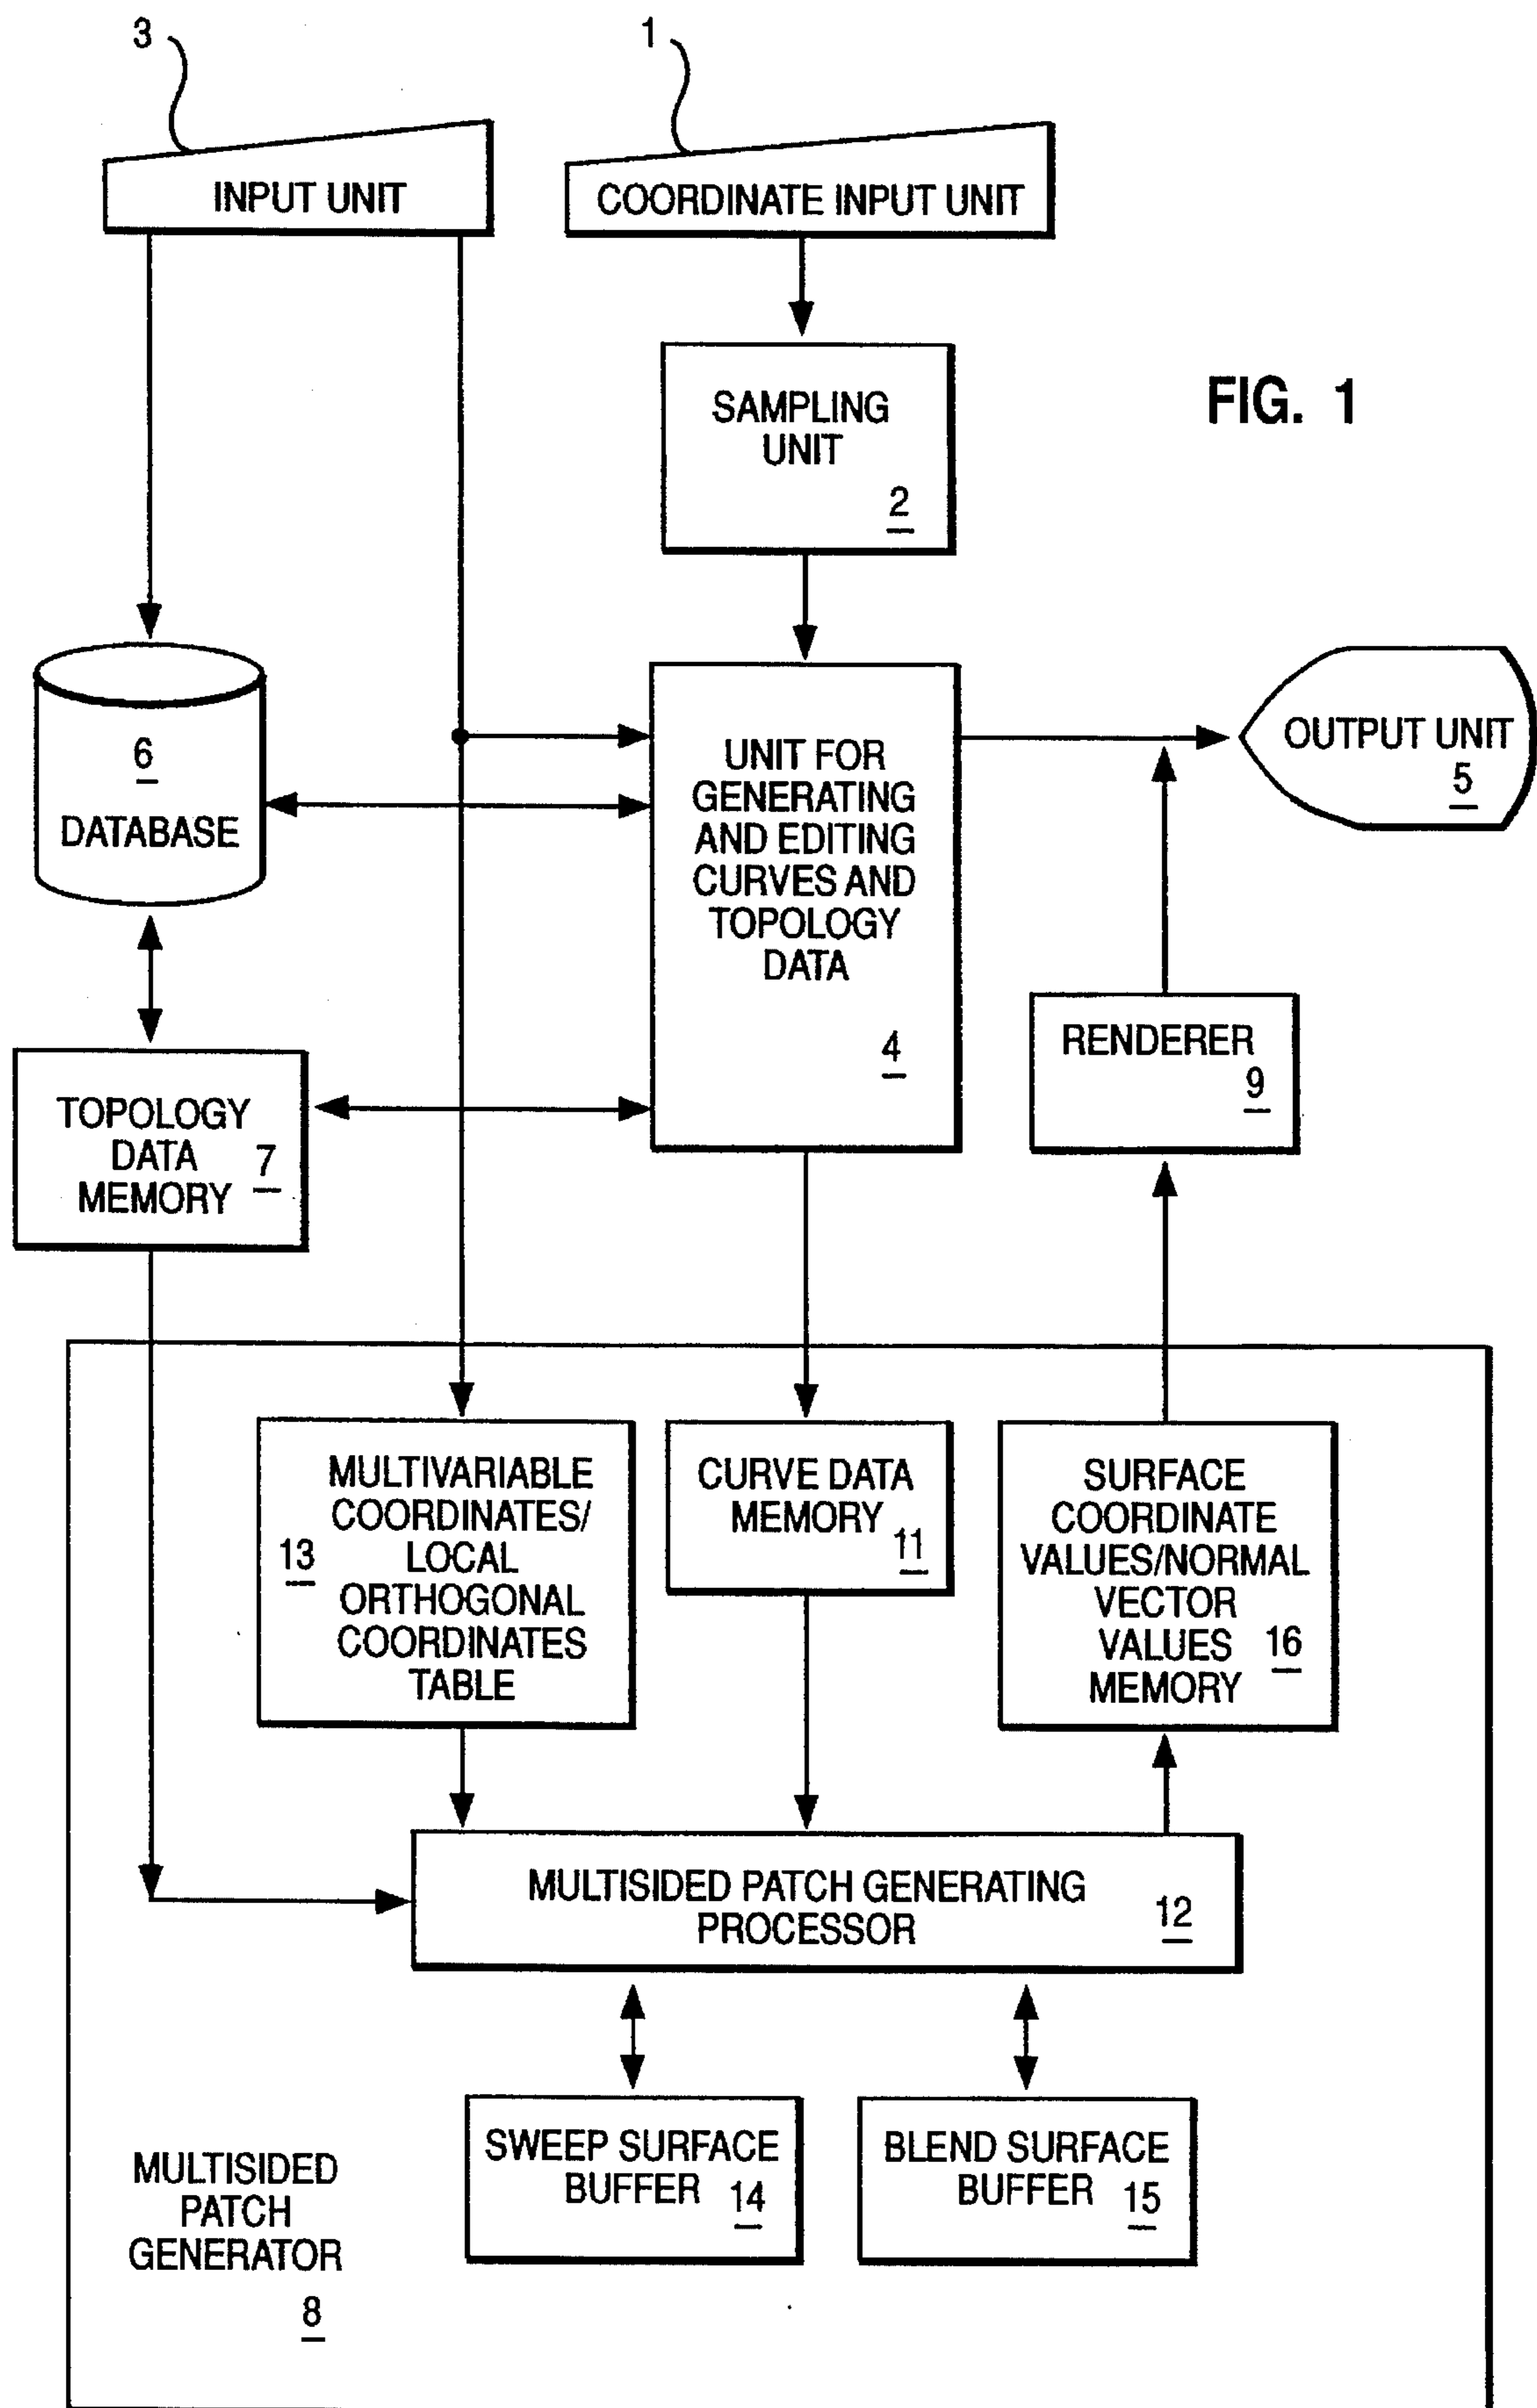 3
1
INPUT UNIT
COORDINATE INPUT UNIT
FIG. 1
SAMPLING
UNIT
2
6
DATABASE
UNIT FOR
GENERATING
AND EDITING
CURVES AND
TOPOLOGY
DATA
4
OUTPUT UNIT
5
RENDERER
9
TOPOLOGY
DATA
MEMORY
7
13
MULTIVARIABLE
COORDINATES/
LOCAL
ORTHOGONAL
COORDINATES
TABLE
CURVE DATA
MEMORY
11
SURFACE
COORDINATE
VALUES/NORMAL
VECTOR
VALUES
MEMORY
16
MULTISIDED PATCH GENERATING
PROCESSOR
12
SWEEP SURFACE
BUFFER
14
BLEND SURFACE
BUFFER
15
MULTISIDED
PATCH
GENERATOR
8